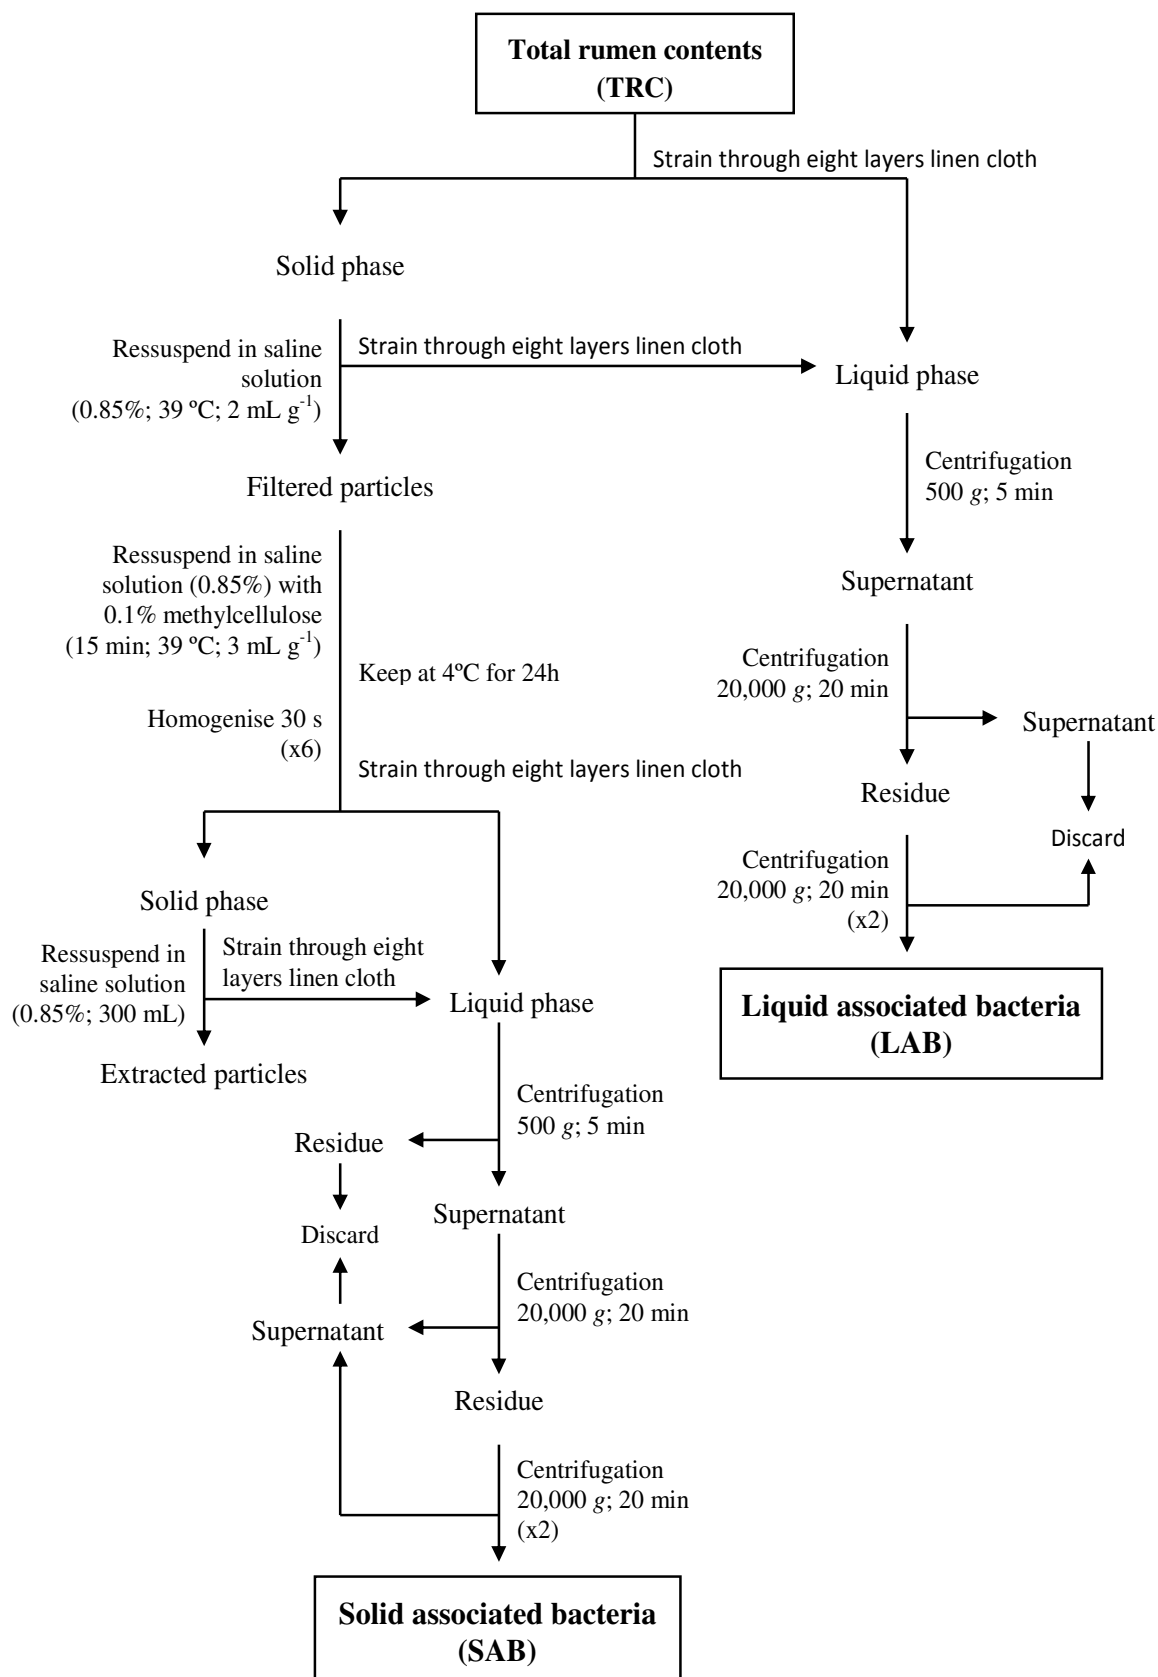 Total rumen contents
(TRC)
Strain through eight layers linen cloth
Solid phase
Ressuspend in saline
solution
(0.85%; 39 ºC; 2 mL g-1)
Strain through eight layers linen cloth
Liquid phase
Filtered particles
Centrifugation
500 g; 5 min
Ressuspend in saline
solution (0.85%) with
0.1% methylcellulose
(15 min; 39 ºC; 3 mL g-1)
Supernatant
Keep at 4ºC for 24h
Centrifugation
20,000 g; 20 min
Homogenise 30 s
(x6)
Supernatant
Strain through eight layers linen cloth
Residue
Discard
Centrifugation
20,000 g; 20 min
(x2)
Solid phase
Ressuspend in
saline solution
(0.85%; 300 mL)
Strain through eight
layers linen cloth
Liquid phase
Liquid associated bacteria
(LAB)
Extracted particles
Centrifugation
500 g; 5 min
Residue
Supernatant
Discard
Centrifugation
20,000 g; 20 min
Supernatant
Residue
Centrifugation
20,000 g; 20 min
(x2)
Solid associated bacteria
(SAB)